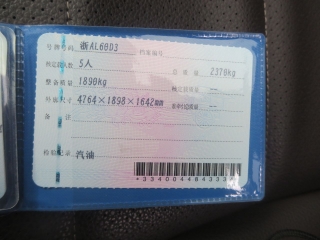 号牌号码 浙AL60D3 档案编号
核定载人数 5人 总质量 2370kg
整备质量 1890kg 核定载质量 --
外廓尺寸 4764×1898×1642mm 准牵引总质量 --
备注
检验记录 汽油